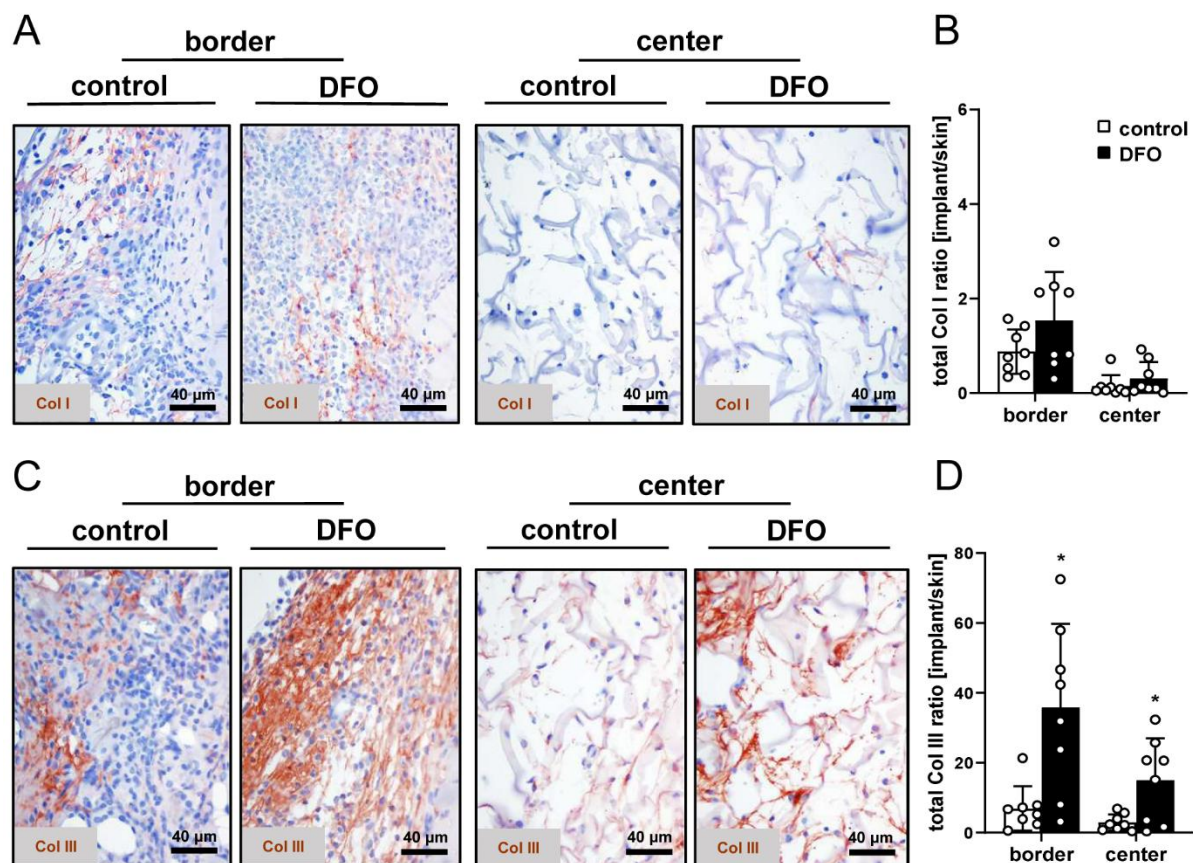 A
border
center
control
DFO
control
DFO
Col I
40 µm
Col I
40 µm
Col I
40 µm
Col I
40 µm
B
total Col I ratio [implant/skin]
6
4
2
0
control
DFO
border
center
C
border
center
control
DFO
control
DFO
Col III
40 µm
Col III
40 µm
Col III
40 µm
Col III
40 µm
D
total Col III ratio [implant/skin]
80
60
40
20
0
*
*
border
center